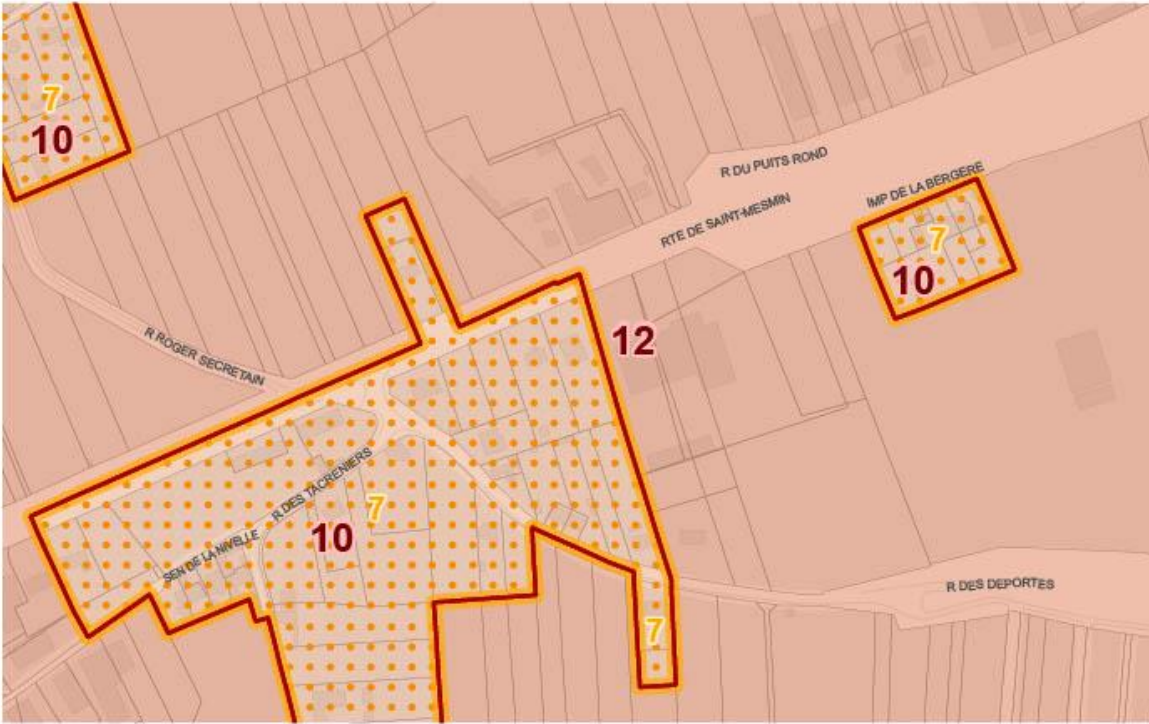 7
10
R DU PUITS ROND
IMP DE LA BERGERE
RTE DE SAINT-MESMIN
7
10
12
R ROGER SECRETAIN
R DES TACRENIERS
7
10
SEN DE LA NIVELLE
R DES DEPORTES
7